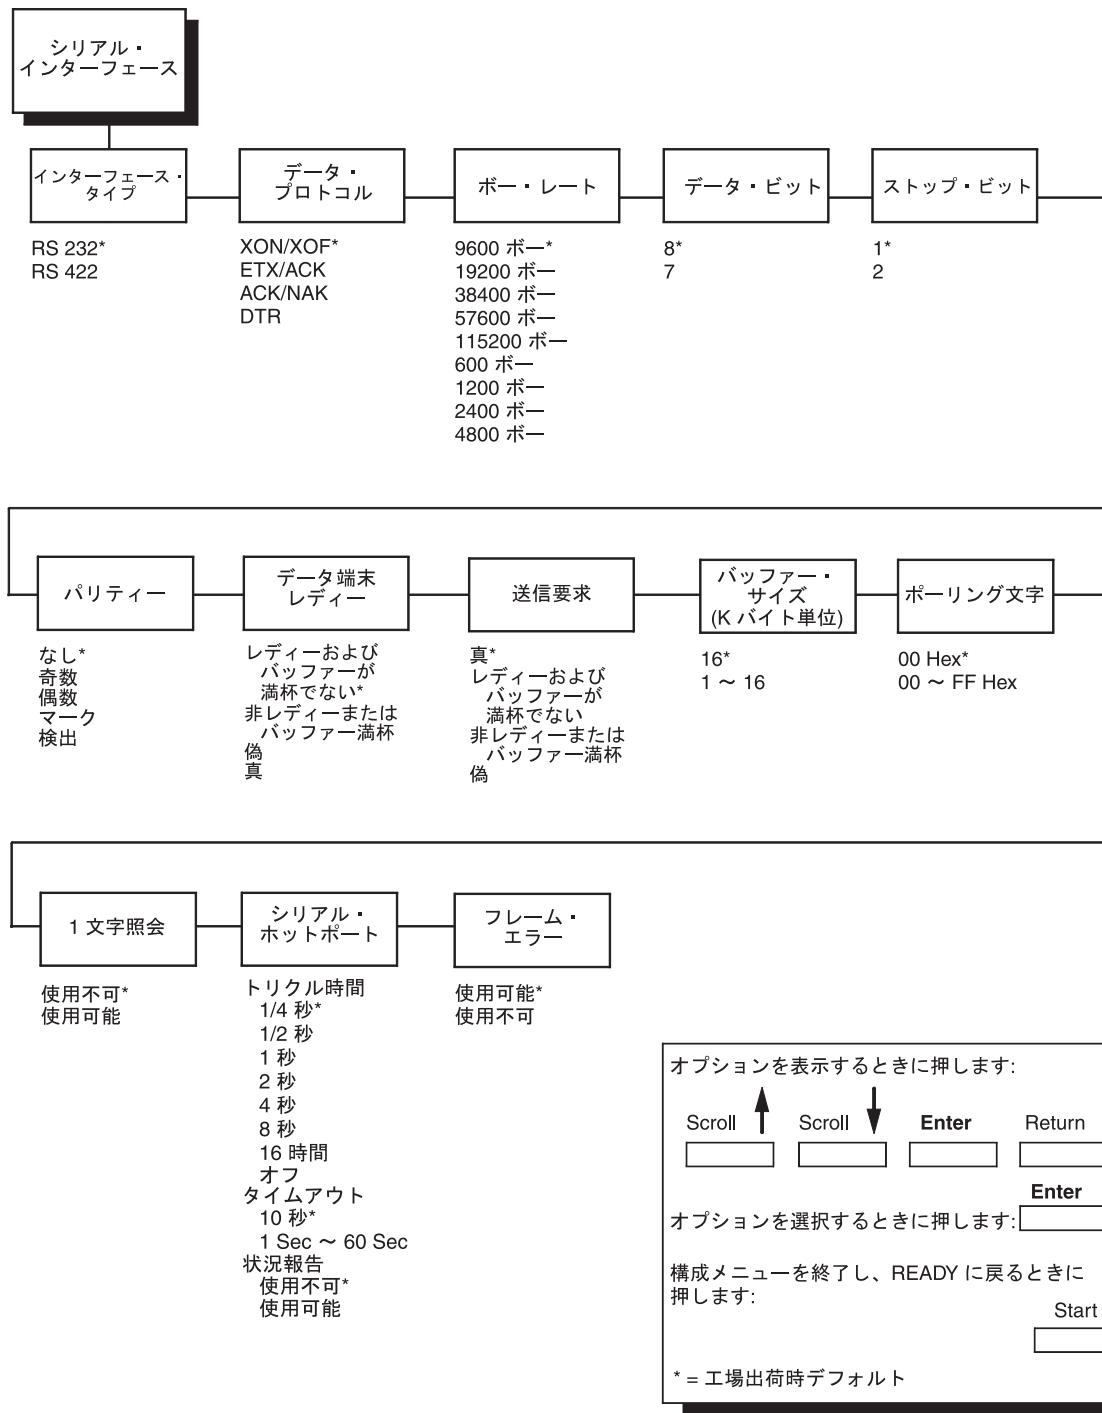 シリアル・
インターフェース
インターフェース・
タイプ
RS 232*
RS 422
データ・
プロトコル
XON/XOF*
ETX/ACK
ACK/NAK
DTR
ボー・レート
9600 ボー*
19200 ボー
38400 ボー
57600 ボー
115200 ボー
600 ボー
1200 ボー
2400 ボー
4800 ボー
データ・ビット
8*
7
ストップ・ビット
1*
2
パリティー
なし*
奇数
偶数
マーク
検出
データ端末
レディー
レディーおよび
バッファーが
満杯でない*
非レディーまたは
バッファー満杯
偽
真
送信要求
真*
レディーおよび
バッファーが
満杯でない
非レディーまたは
バッファー満杯
偽
バッファー・
サイズ
(K バイト単位)
16*
1 ～ 16
ポーリング文字
00 Hex*
00 ～ FF Hex
1 文字照会
使用不可*
使用可能
シリアル・
ホットポート
トリクル時間
1/4 秒*
1/2 秒
1 秒
2 秒
4 秒
8 秒
16 時間
オフ
タイムアウト
10 秒*
1 Sec ～ 60 Sec
状況報告
使用不可*
使用可能
フレーム・
エラー
使用可能*
使用不可
オプションを表示するときに押します:
Scroll Scroll Enter Return
Enter
オプションを選択するときに押します:
構成メニューを終了し、READY に戻るときに
押します:
Start
* = 工場出荷時デフォルト